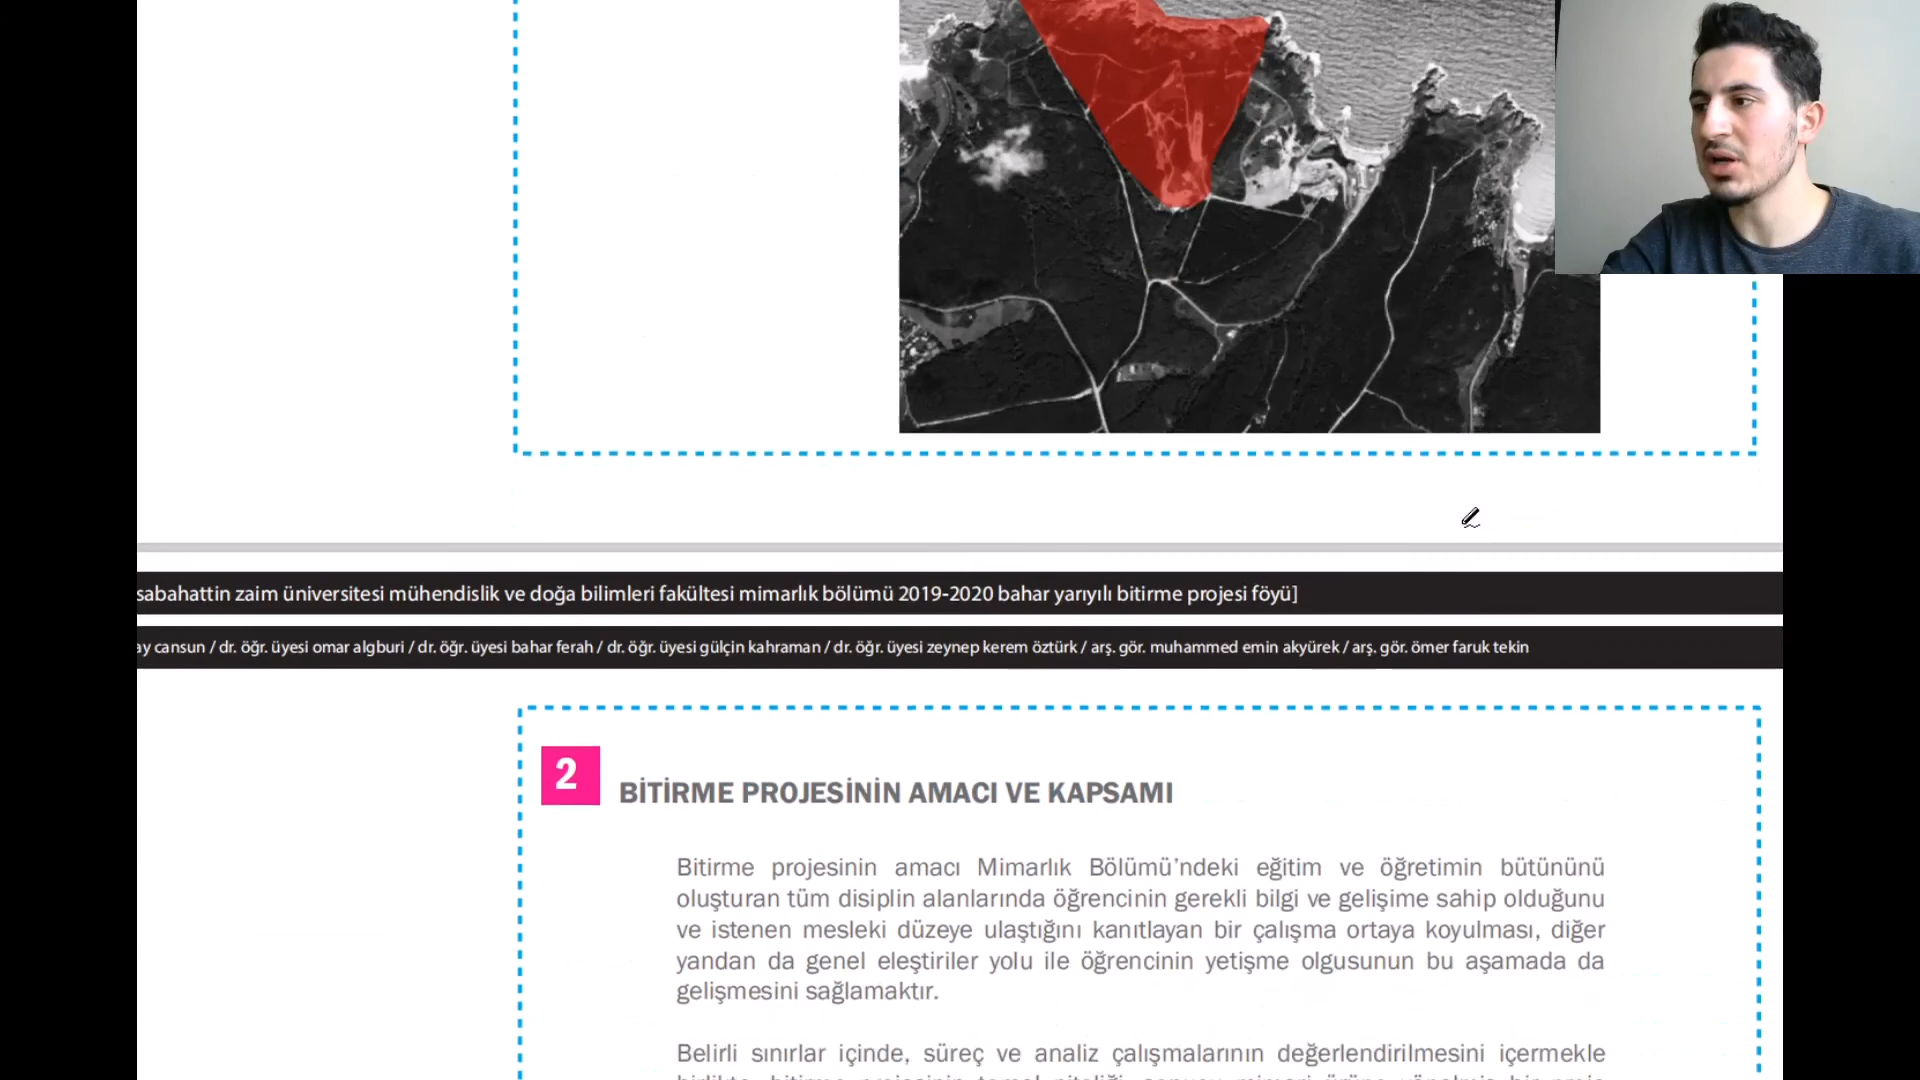 sabahattin zaim üniversitesi mühendislik ve doğa bilimleri fakültesi mimarlık bölümü 2019-2020 bahar yarıyılı bitirme projesi föyü]
ay cansun / dr. öğr. üyesi omar algburi / dr. öğr. üyesi bahar ferah / dr. öğr. üyesi gülçin kahraman / dr. öğr. üyesi zeynep kerem öztürk / arş. gör. muhammed emin akyürek / arş. gör. ömer faruk tekin
2
BİTİRME PROJESİNİN AMACI VE KAPSAMI
Bitirme projesinin amacı Mimarlık Bölümü'ndeki eğitim ve öğretimin bütününü
oluşturan tüm disiplin alanlarında öğrencinin gerekli bilgi ve gelişime sahip olduğunu
ve istenen mesleki düzeye ulaştığını kanıtlayan bir çalışma ortaya koyulması, diğer
yandan da genel eleştiriler yolu ile öğrencinin yetişme olgusunun bu aşamada da
gelişmesini sağlamaktır.
Belirli sınırlar içinde, süreç ve analiz çalışmalarının değerlendirilmesini içermekle